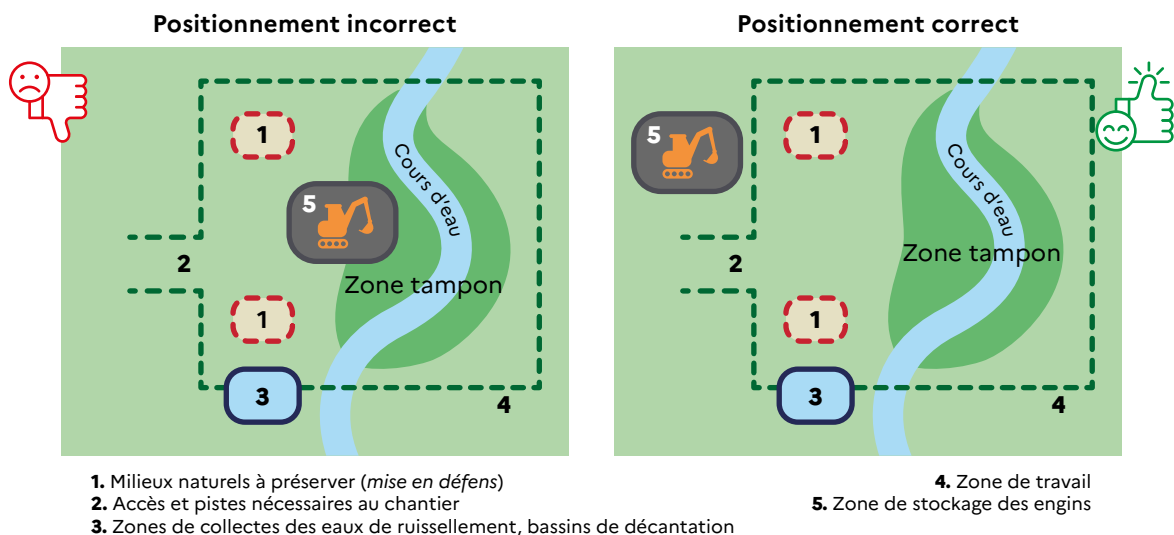 Positionnement incorrect
1
5
Cours d'eau
2
Zone tampon
1
3
4
Positionnement correct
5
1
Cours d'eau
2
Zone tampon
1
3
4
1. Milieux naturels à préserver (mise en défens)
2. Accès et pistes nécessaires au chantier
3. Zones de collectes des eaux de ruissellement, bassins de décantation
4. Zone de travail
5. Zone de stockage des engins